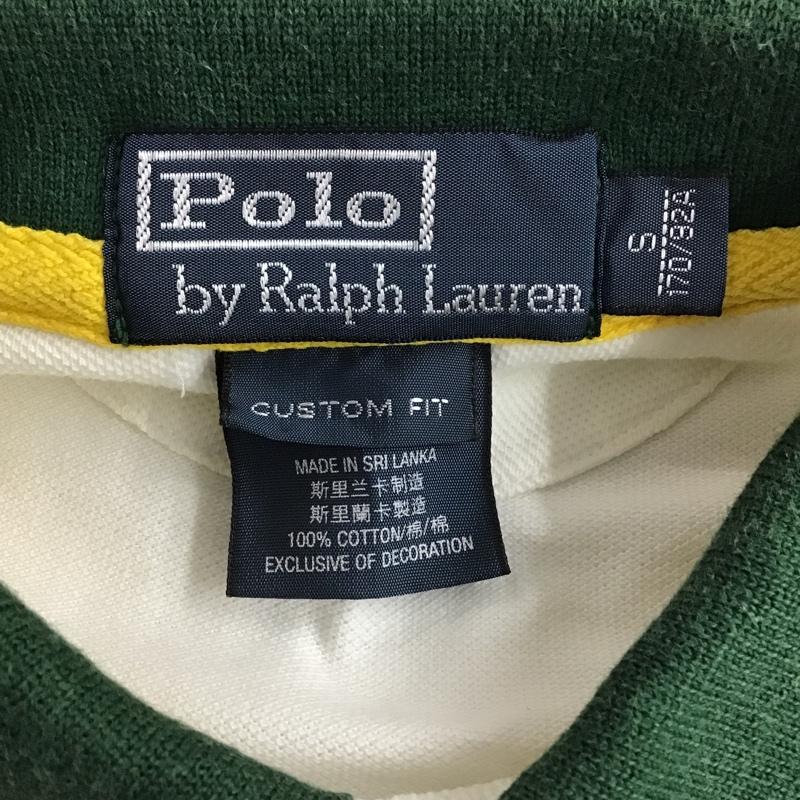 Polo
by Ralph Lauren
S
170/92A
CUSTOM FIT
MADE IN SRI LANKA
斯里兰卡制造
斯里蘭卡製造
100% COTTON/棉/棉
EXCLUSIVE OF DECORATION